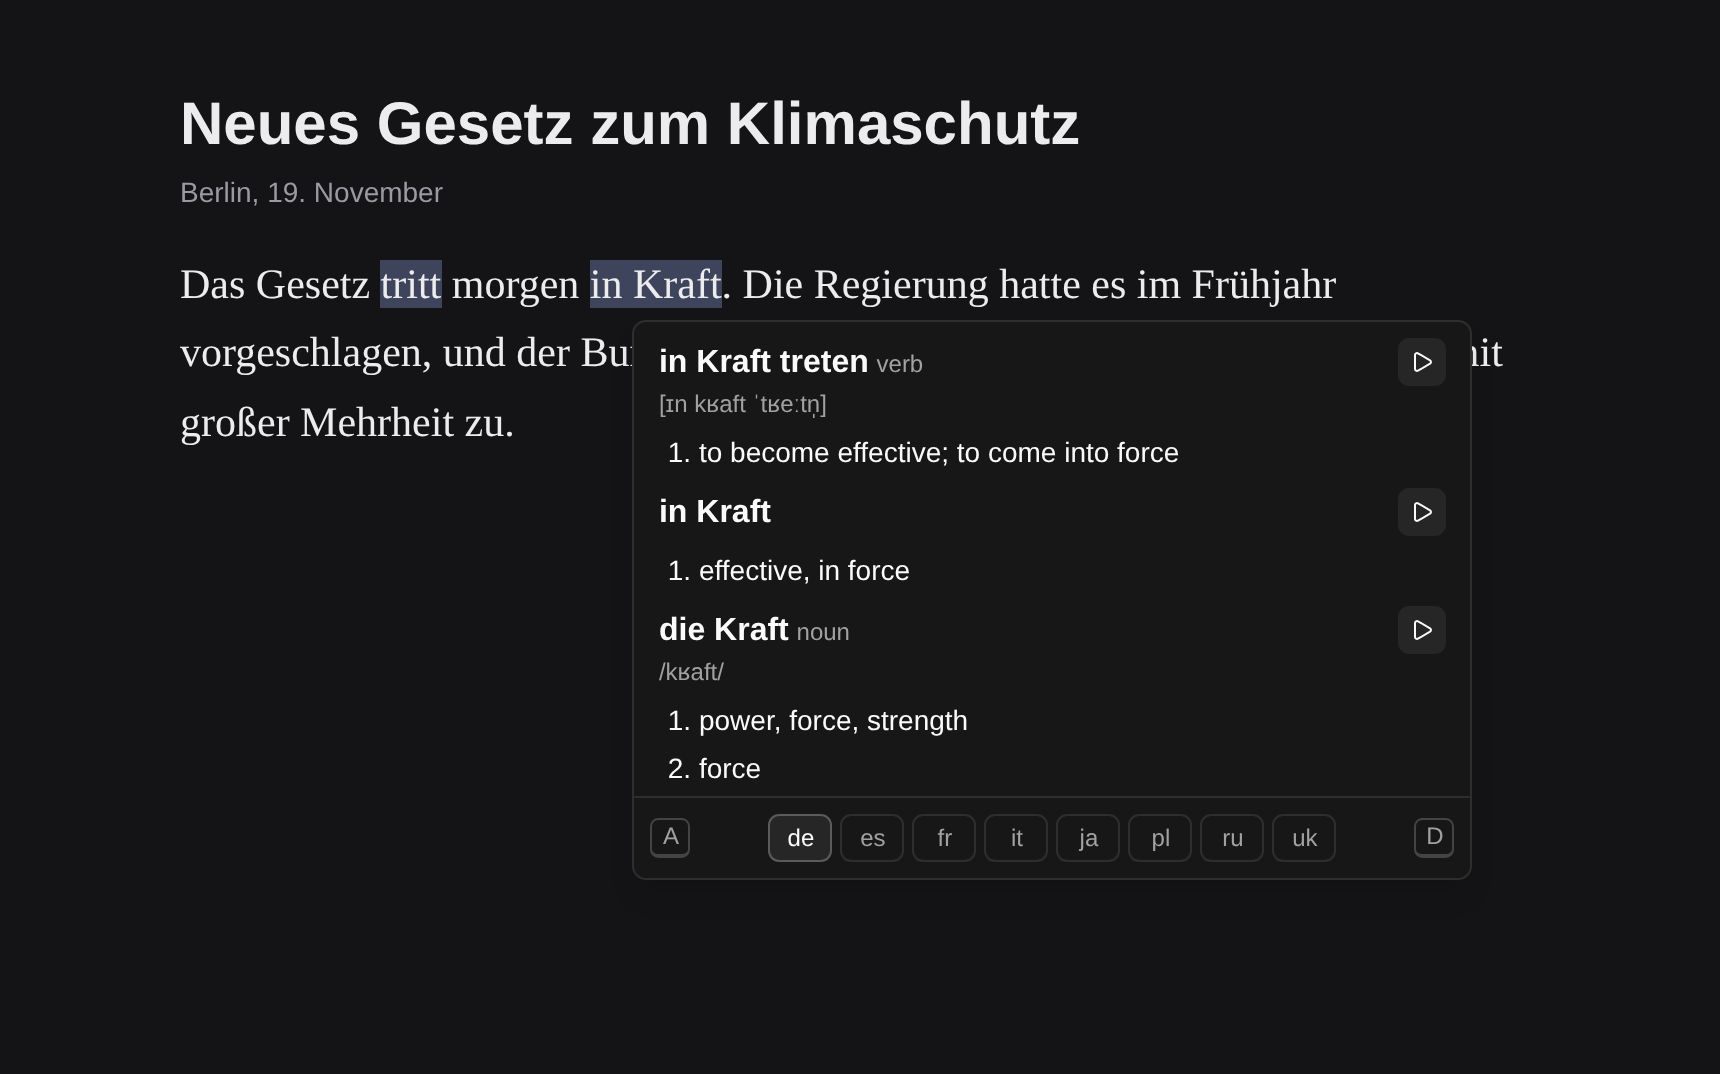 Neues Gesetz zum Klimaschutz
Berlin, 19. November
Das Gesetz tritt morgen in Kraft. Die Regierung hatte es im Frühjahr
vorgeschlagen, und der
großer Mehrheit zu.
in Kraft treten verb
[ɪn kʁaft ˈtʁeːtn̩]
1. to become effective; to come into force
in Kraft
1. effective, in force
die Kraft noun
/kʁaft/
1. power, force, strength
2. force
A de es fr it ja pl ru uk D